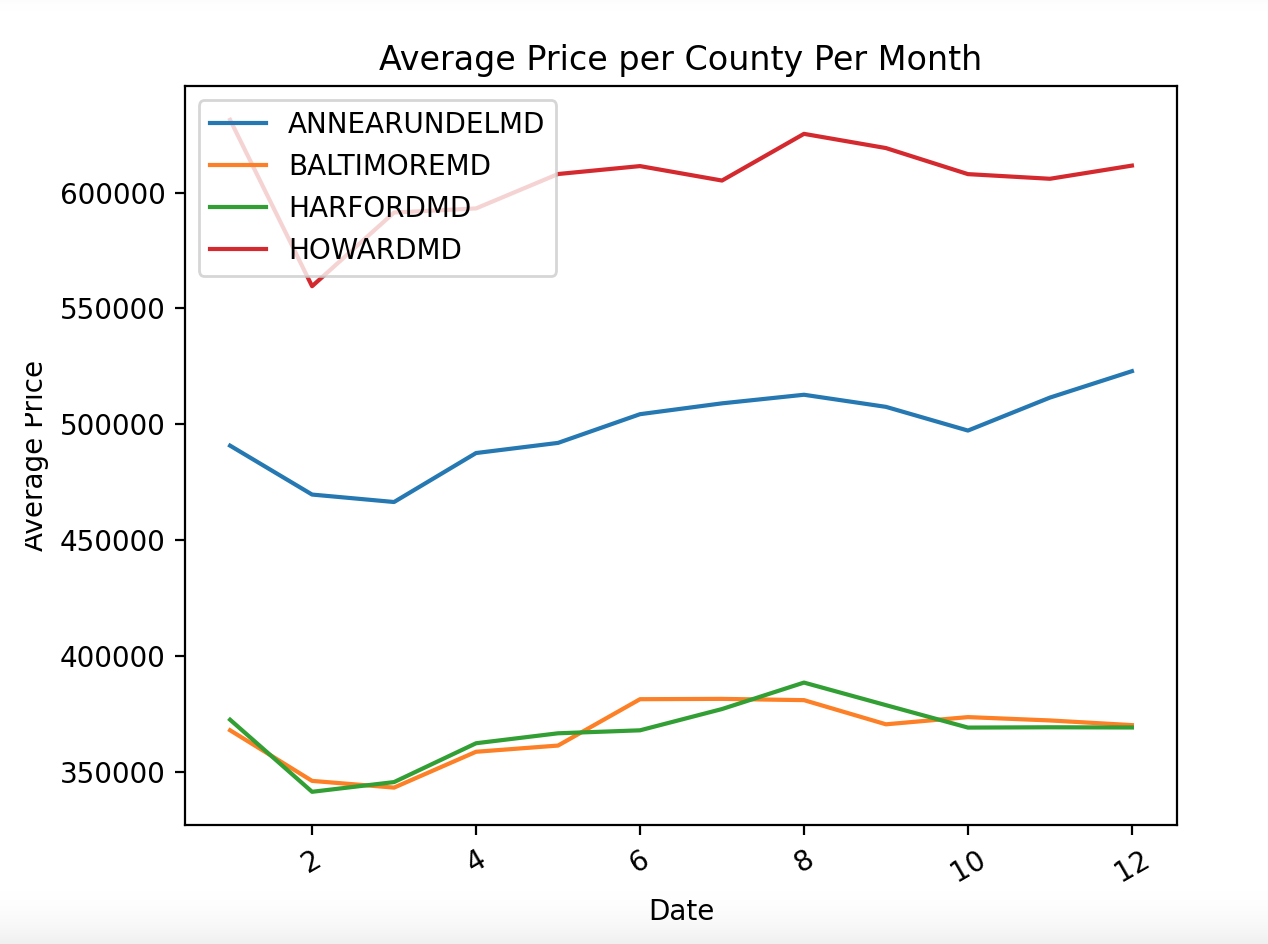 Average Price per County Per Month
ANNEARUNDELMD
BALTIMOREMD
HARFORDMD
HOWARDMD
600000
550000
500000
450000
400000
350000
Average Price
2 4 6 8 10 12
Date